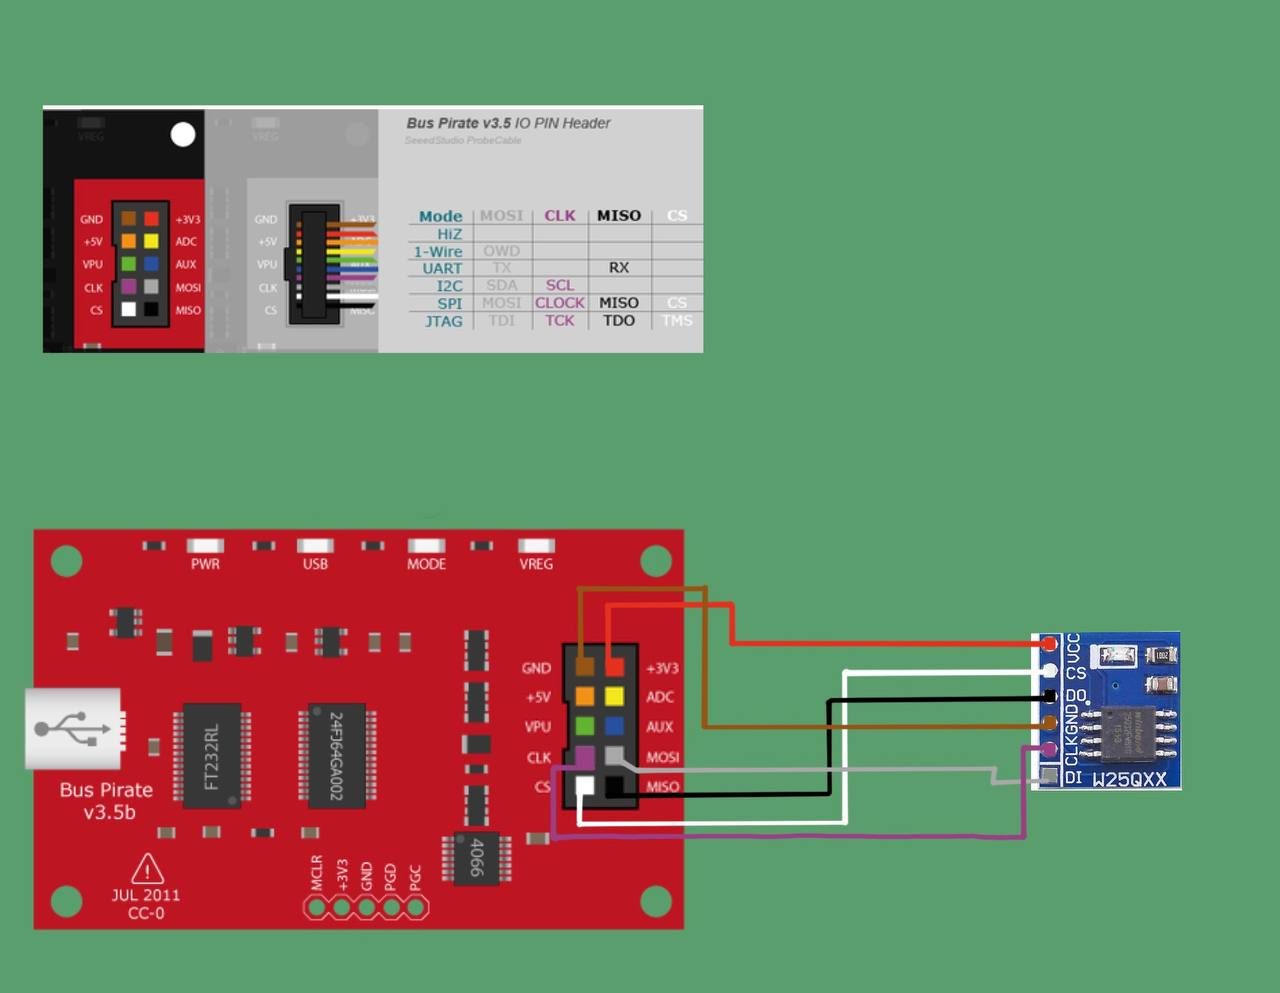 VREG
VREG
Bus Pirate v3.5 IO PIN Header
SeeedStudio ProbeCable
GND +3V3
+5V ADC
VPU AUX
CLK MOSI
CS MISO
GND +3V3
+5V
VPU
CLK
CS
Mode MOSI CLK MISO CS
HiZ
1-Wire OWD
UART TX RX
I2C SDA SCL
SPI MOSI CLOCK MISO CS
JTAG TDI TCK TDO TMS
PWR USB MODE VREG
GND +3V3
+5V ADC
VPU AUX
CLK MOSI
CS MISO
FT232RL
24FJ64GA002
4066
Bus Pirate
v3.5b
JUL 2011
CC-0
MCLR
+3V3
GND
PGD
PGC
VCC
CS
DO
GND
CLK
DI
W25QXX
winbond